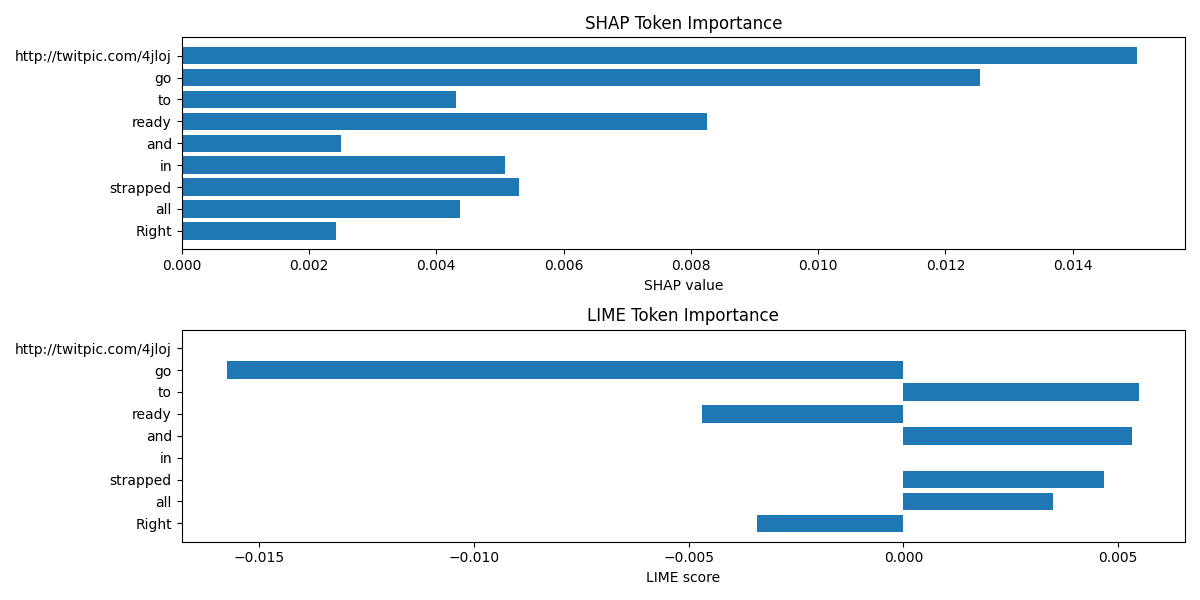 SHAP Token Importance
http://twitpic.com/4jloj
go
to
ready
and
in
strapped
all
Right
0.000 0.002 0.004 0.006 0.008 0.010 0.012 0.014
SHAP value
LIME Token Importance
http://twitpic.com/4jloj
go
to
ready
and
in
strapped
all
Right
−0.015 −0.010 −0.005 0.000 0.005
LIME score